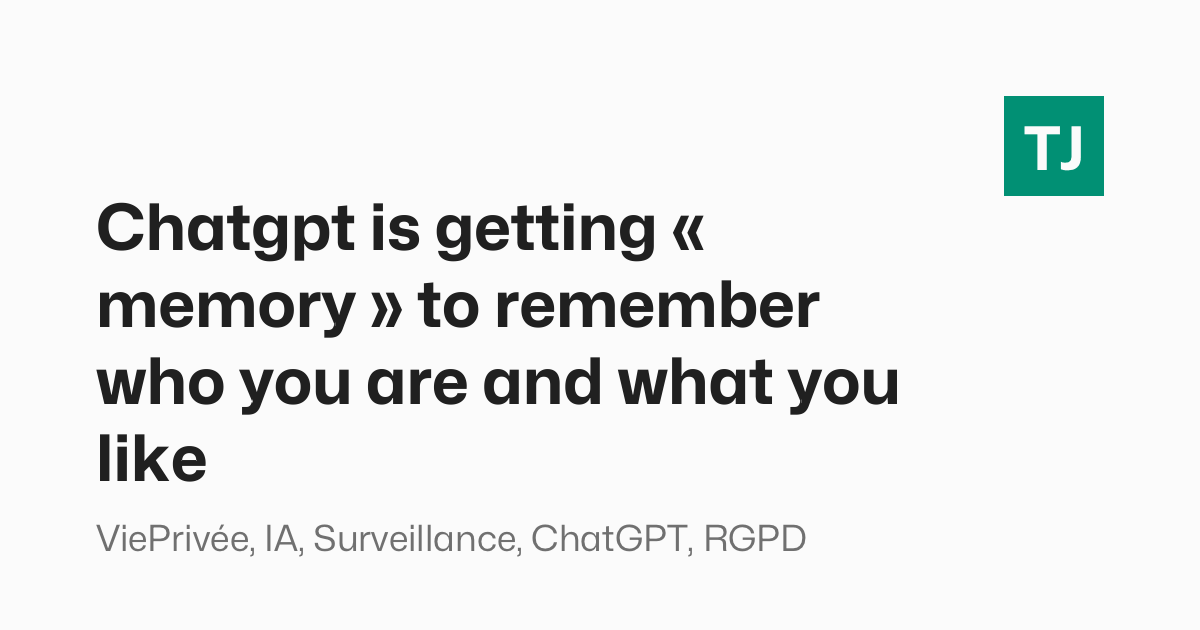 TJ
Chatgpt is getting «
memory » to remember
who you are and what you
like
ViePrivée, IA, Surveillance, ChatGPT, RGPD